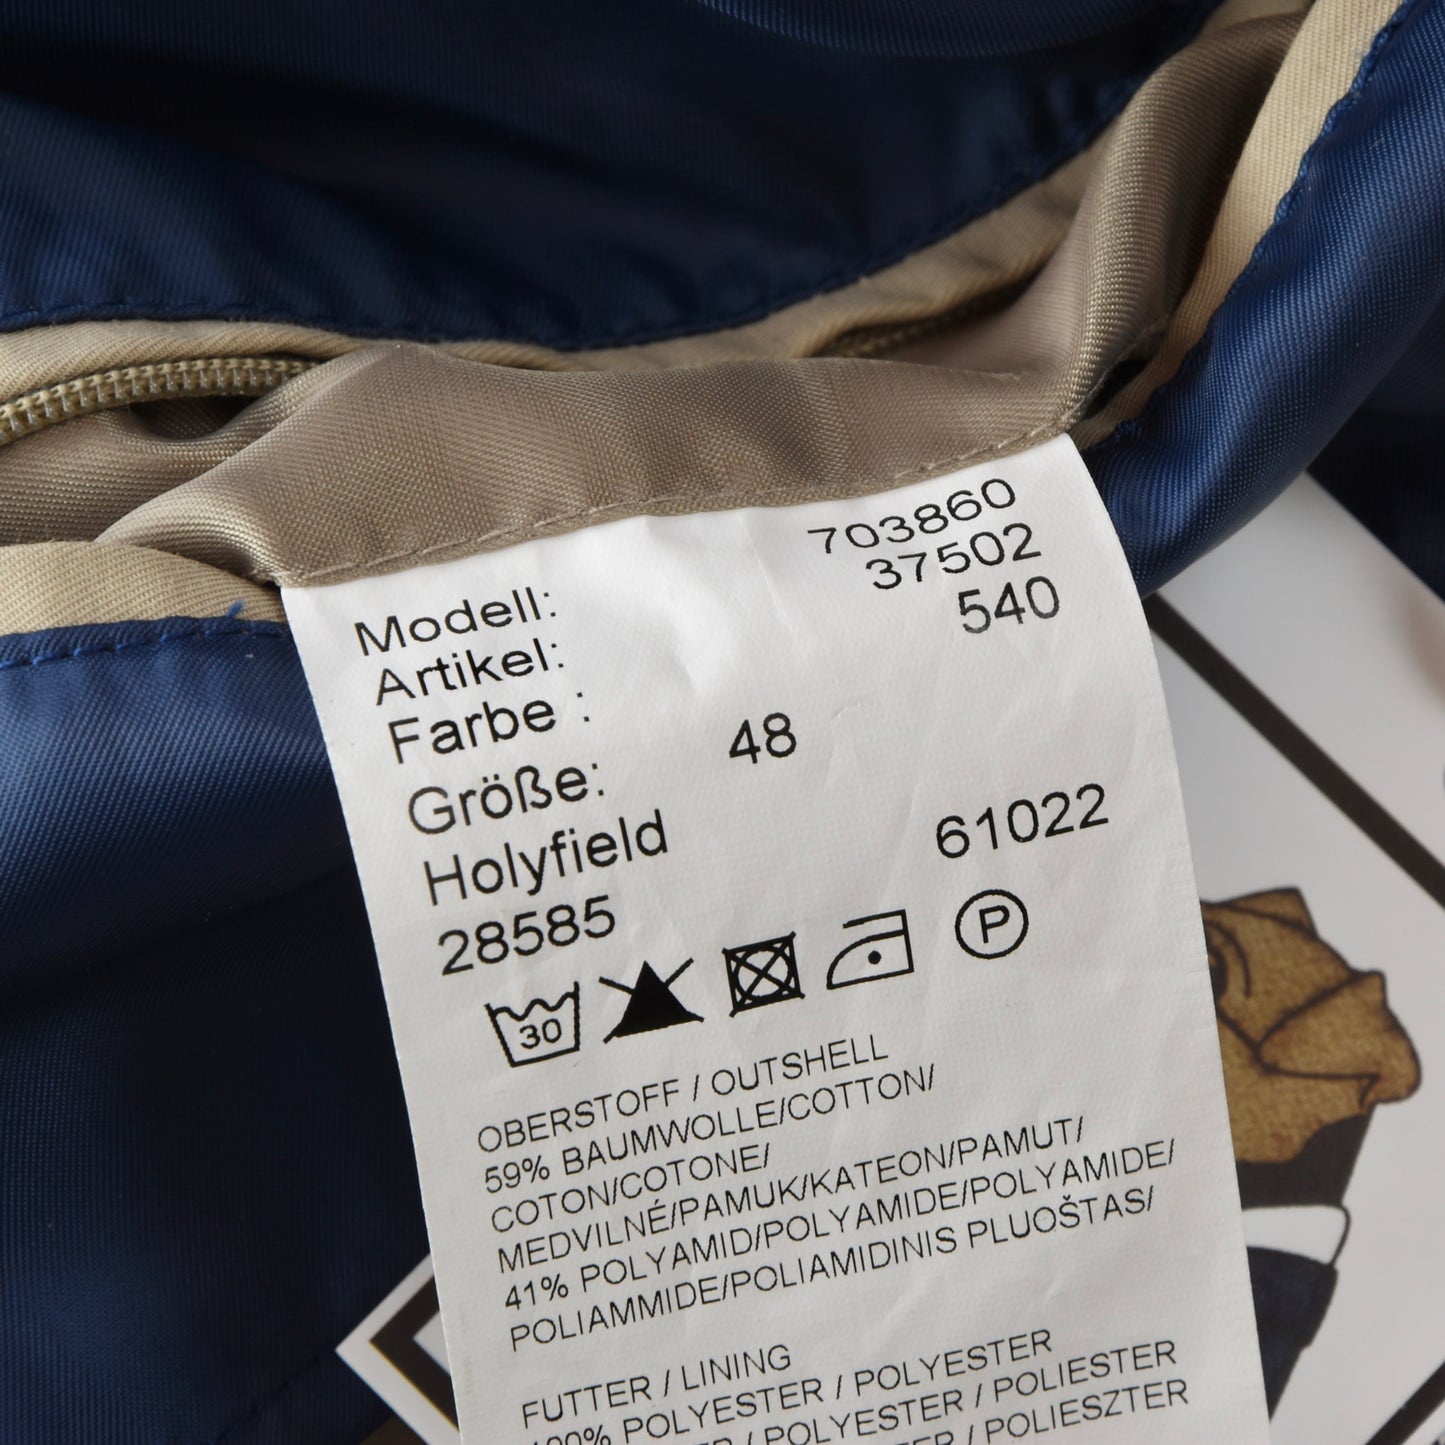 Modell: 703860
Artikel: 37502
Farbe : 540
Größe: 48
Holyfield 61022
28585
30 P
OBERSTOFF / OUTSHELL
59% BAUMWOLLE/COTTON/
COTON/COTONE/
MEDVILNÉ/PAMUK/KATEON/PAMUT/
41% POLYAMID/POLYAMIDE/POLYAMIDE/
POLIAMMIDE/POLIAMIDINIS PLUOŠTAS/
FUTTER / LINING
100% POLYESTER / POLYESTER
/ POLYESTER / POLIESTER
/ POLIESZTER